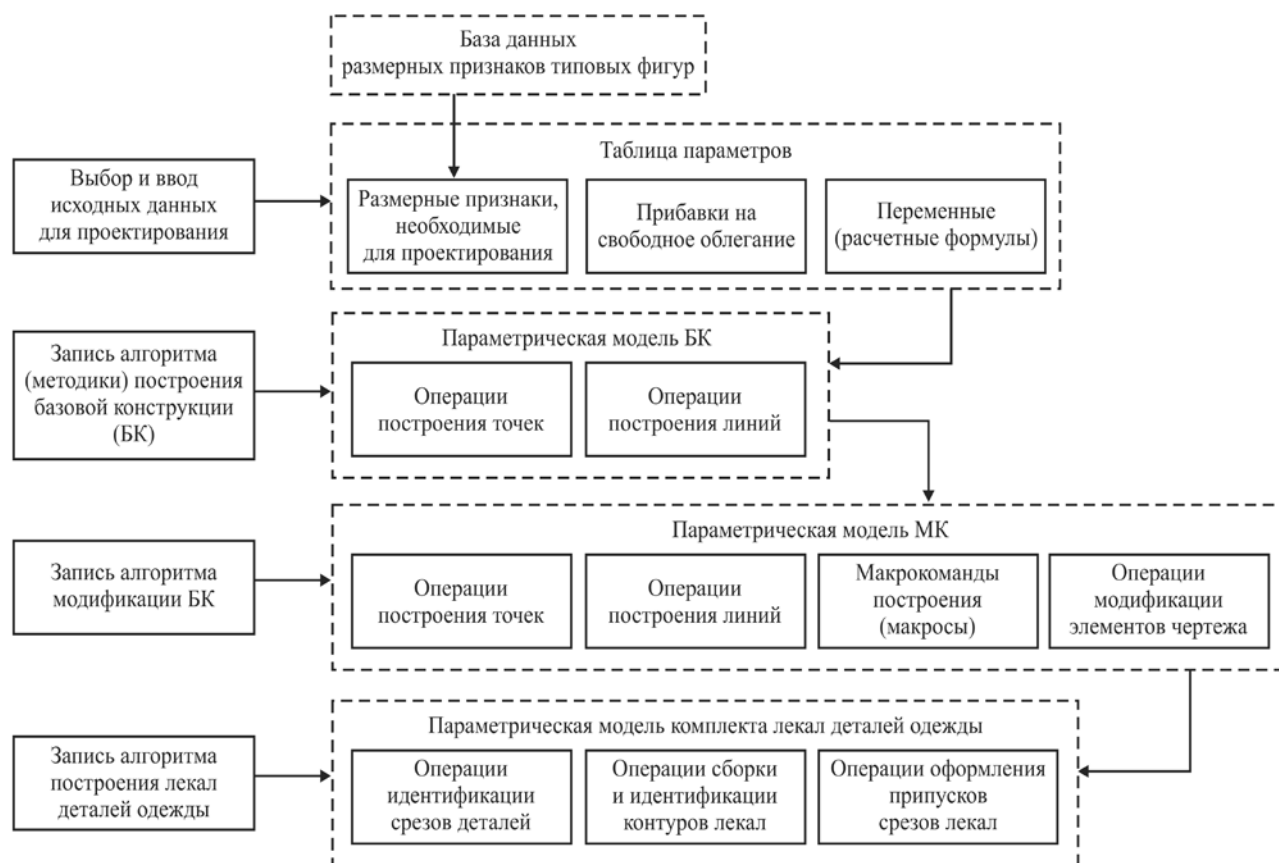 База данных
размерных признаков типовых фигур
Таблица параметров
Выбор и ввод
исходных данных
для проектирования
Размерные признаки,
необходимые
для проектирования
Прибавки на
свободное облегание
Переменные
(расчетные формулы)
Параметрическая модель БК
Запись алгоритма
(методики) построения
базовой конструкции
(БК)
Операции
построения точек
Операции
построения линий
Параметрическая модель МК
Запись алгоритма
модификации БК
Операции
построения точек
Операции
построения линий
Макрокоманды
построения
(макросы)
Операции
модификации
элементов чертежа
Параметрическая модель комплекта лекал деталей одежды
Запись алгоритма
построения лекал
деталей одежды
Операции
идентификации
срезов деталей
Операции сборки
и идентификации
контуров лекал
Операции оформления
припусков
срезов лекал